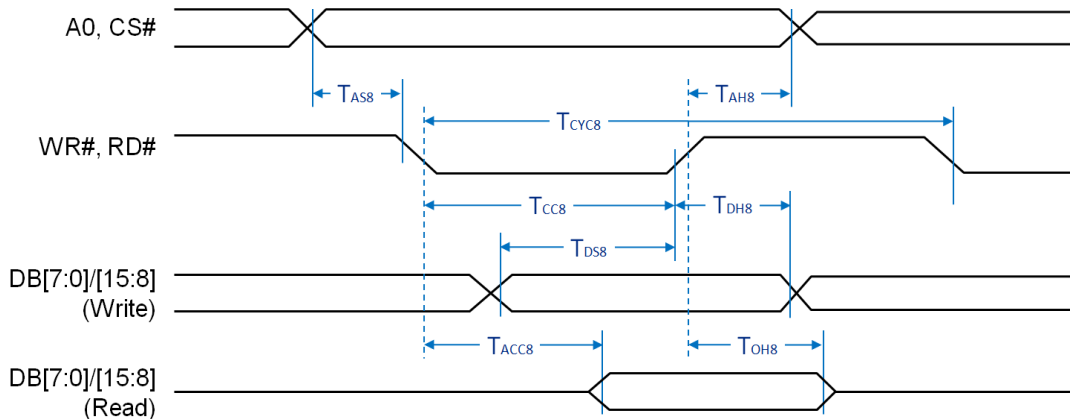 A0, CS#
TAS8
TAH8
TCYC8
WR#, RD#
TCC8
TDH8
TDS8
DB[7:0]/[15:8]
(Write)
TACC8
TOH8
DB[7:0]/[15:8]
(Read)